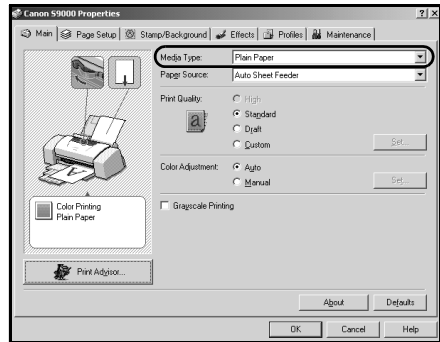 Canon S9000 Properties
Main Page Setup Stamp/Background Effects Profiles Maintenance
Media Type: Plain Paper
Paper Source: Auto Sheet Feeder
Print Quality: High
Standard
Draft
Custom Set...
Color Adjustment: Auto
Manual Set...
Grayscale Printing
Color Printing
Plain Paper
Print Advisor...
About Defaults
OK Cancel Help